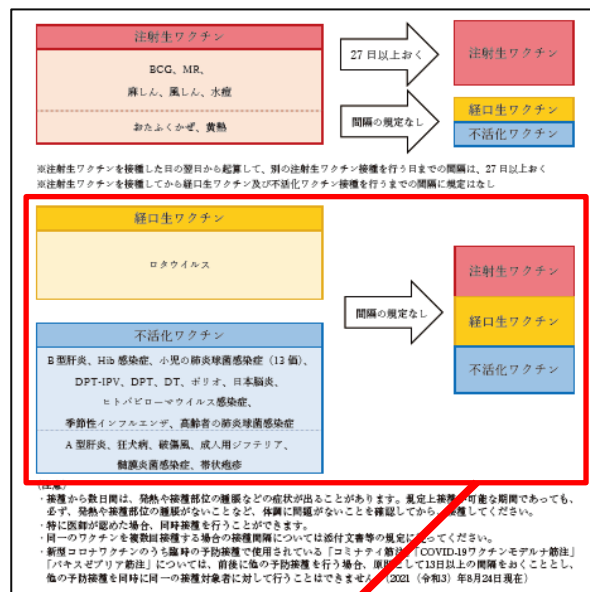 注射生ワクチン
BCG、MR、
麻しん、風しん、水痘
おたふくかぜ、黄熱
27日以上おく
注射生ワクチン
間隔の規定なし
経口生ワクチン
不活化ワクチン
※注射生ワクチンを接種した日の翌日から起算して、別の注射生ワクチン接種を行う日までの間隔は、27日以上おく
※注射生ワクチンを接種してから経口生ワクチン及び不活化ワクチン接種を行うまでの間隔に規定はなし
経口生ワクチン
ロタウイルス
不活化ワクチン
B型肝炎、Hib感染症、小児の肺炎球菌感染症（13価）、
DPT-IPV、DPT、DT、ポリオ、日本脳炎、
ヒトパピローマウイルス感染症、
季節性インフルエンザ、高齢者の肺炎球菌感染症
A型肝炎、狂犬病、破傷風、成人用ジフテリア、
髄膜炎菌感染症、帯状疱疹
間隔の規定なし
注射生ワクチン
経口生ワクチン
不活化ワクチン
・接種から数日間は、発熱や接種部位の腫脹などの症状が出ることがあります。規定上接種 可能な期間であっても、
必ず、発熱や接種部位の腫脹がないことなど、体調に問題がないことを確認してから、接種してください。
・特に医師が認めた場合、同時接種を行うことができます。
・同一のワクチンを複数回接種する場合の接種間隔については添付文書等の規定に ってください。
・新型コロナワクチンのうち臨時の予防接種で使用されている「コミナティ筋注」「COVID-19ワクチンモデルナ筋注」
「バキスゼブリア筋注」については、前後に他の予防接種を行う場合、原則として13日以上の間隔をおくこととし、
他の予防接種を同時に同一の接種対象者に対して行うことはできません （2021（令和3）年8月24日現在）